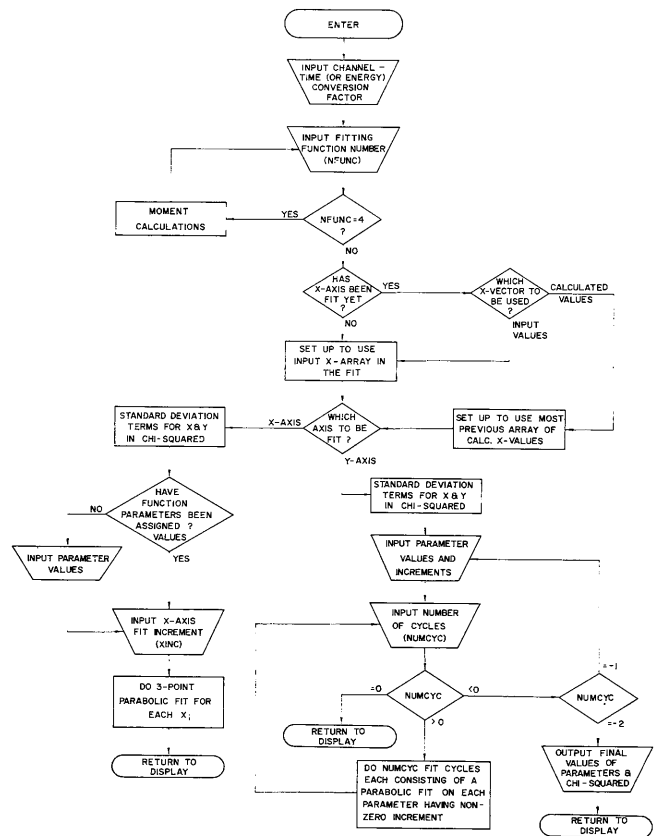 ENTER
INPUT CHANNEL -
TIME (OR ENERGY)
CONVERSION
FACTOR
INPUT FITTING
FUNCTION NUMBER
(NFUNC)
MOMENT
CALCULATIONS
YES
NFUNC=4
?
NO
HAS
X-AXIS BEEN
FIT YET
?
YES
NO
WHICH
X-VECTOR TO
BE USED
?
CALCULATED
VALUES
INPUT
VALUES
SET UP TO USE
INPUT X-ARRAY IN
THE FIT
STANDARD DEVIATION
TERMS FOR X & Y
IN CHI-SQUARED
X-AXIS
WHICH
AXIS TO BE
FIT ?
Y-AXIS
SET UP TO USE MOST
PREVIOUS ARRAY OF
CALC. X-VALUES
NO
HAVE
FUNCTION
PARAMETERS BEEN
ASSIGNED ?
VALUES
YES
STANDARD DEVIATION
TERMS FOR X & Y
IN CHI-SQUARED
INPUT PARAMETER
VALUES
INPUT PARAMETER
VALUES AND
INCREMENTS
INPUT X-AXIS
FIT INCREMENT
(XINC)
INPUT NUMBER
OF CYCLES
(NUMCYC)
DO 3-POINT
PARABOLIC FIT FOR
EACH X;
=0
NUMCYC
<0
>0
=-1
NUMCYC
=-2
RETURN TO
DISPLAY
RETURN TO
DISPLAY
DO NUMCYC FIT CYCLES
EACH CONSISTING OF A
PARABOLIC FIT ON EACH
PARAMETER HAVING NON-
ZERO INCREMENT
OUTPUT FINAL
VALUES OF
PARAMETERS &
CHI-SQUARED
RETURN TO
DISPLAY